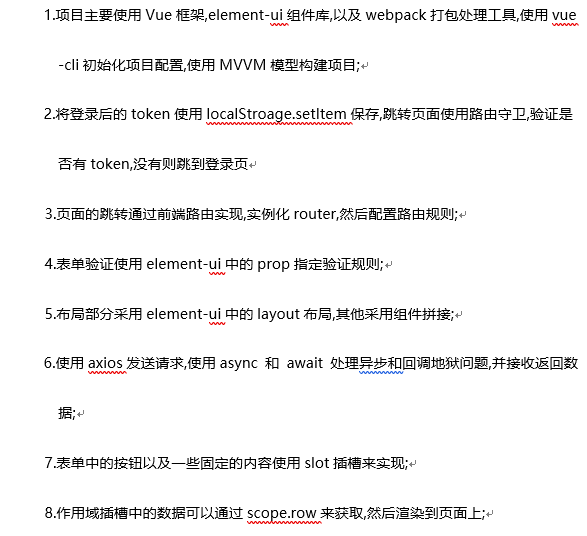 1.项目主要使用 Vue 框架,element-ui 组件库,以及 webpack 打包处理工具,使用 vue
-cli 初始化项目配置,使用 MVVM 模型构建项目;
2.将登录后的 token 使用 localStroage.setItem 保存,跳转页面使用路由守卫,验证是
否有 token,没有则跳到登录页
3.页面的跳转通过前端路由实现,实例化 router,然后配置路由规则;
4.表单验证使用 element-ui 中的 prop 指定验证规则;
5.布局部分采用 element-ui 中的 layout 布局,其他采用组件拼接;
6.使用 axios 发送请求,使用 async 和 await 处理异步和回调地狱问题,并接收返回数
据;
7.表单中的按钮以及一些固定的内容使用 slot 插槽来实现;
8.作用域插槽中的数据可以通过 scope.row 来获取,然后渲染到页面上;